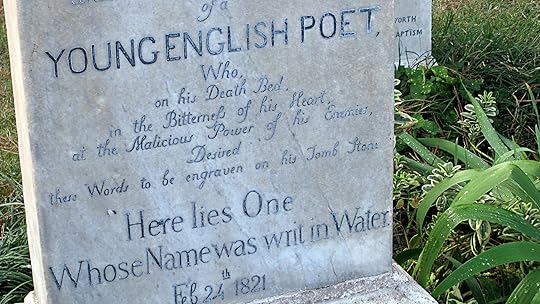 of a
YOUNG ENGLISH POET,
Who,
on his Death Bed,
in the Bitterneſs of his Heart,
at the Malicious Power of his Enemies,
Desired
these Words to be engraven on his Tomb Stone
"Here lies One
Whose Name was writ in Water.
Feb 24th 1821
ORTH
APTISM